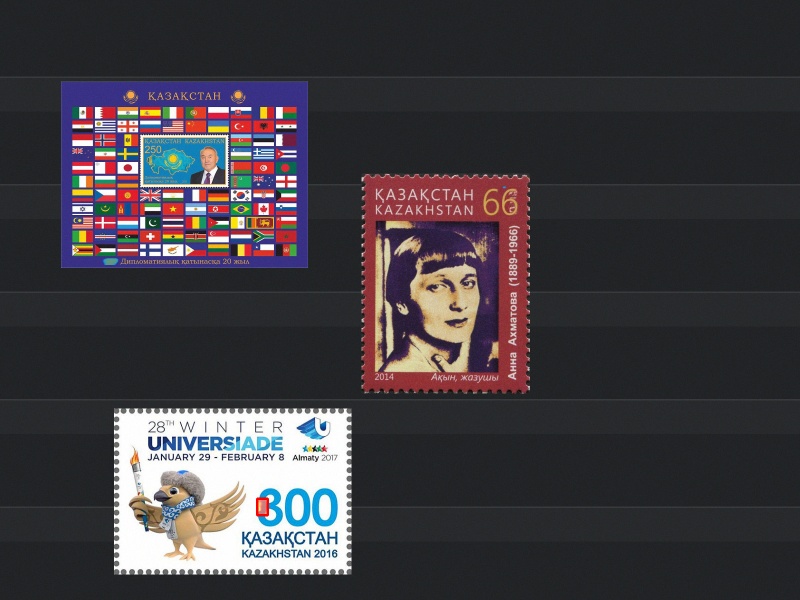 ҚАЗАҚСТАН
ҚАЗАҚСТАН KAZAKHSTAN
250
Дипломатиялық қатынасқа 20 жыл
ҚАЗАҚСТАН
KAZAKHSTAN
66
Анна Ахматова (1889-1966)
2014
Ақын, жазушы
28TH WINTER
UNIVERSIADE
JANUARY 29 - FEBRUARY 8
Almaty 2017
ҚАЗАҚСТАН
KAZAKHSTAN 2016